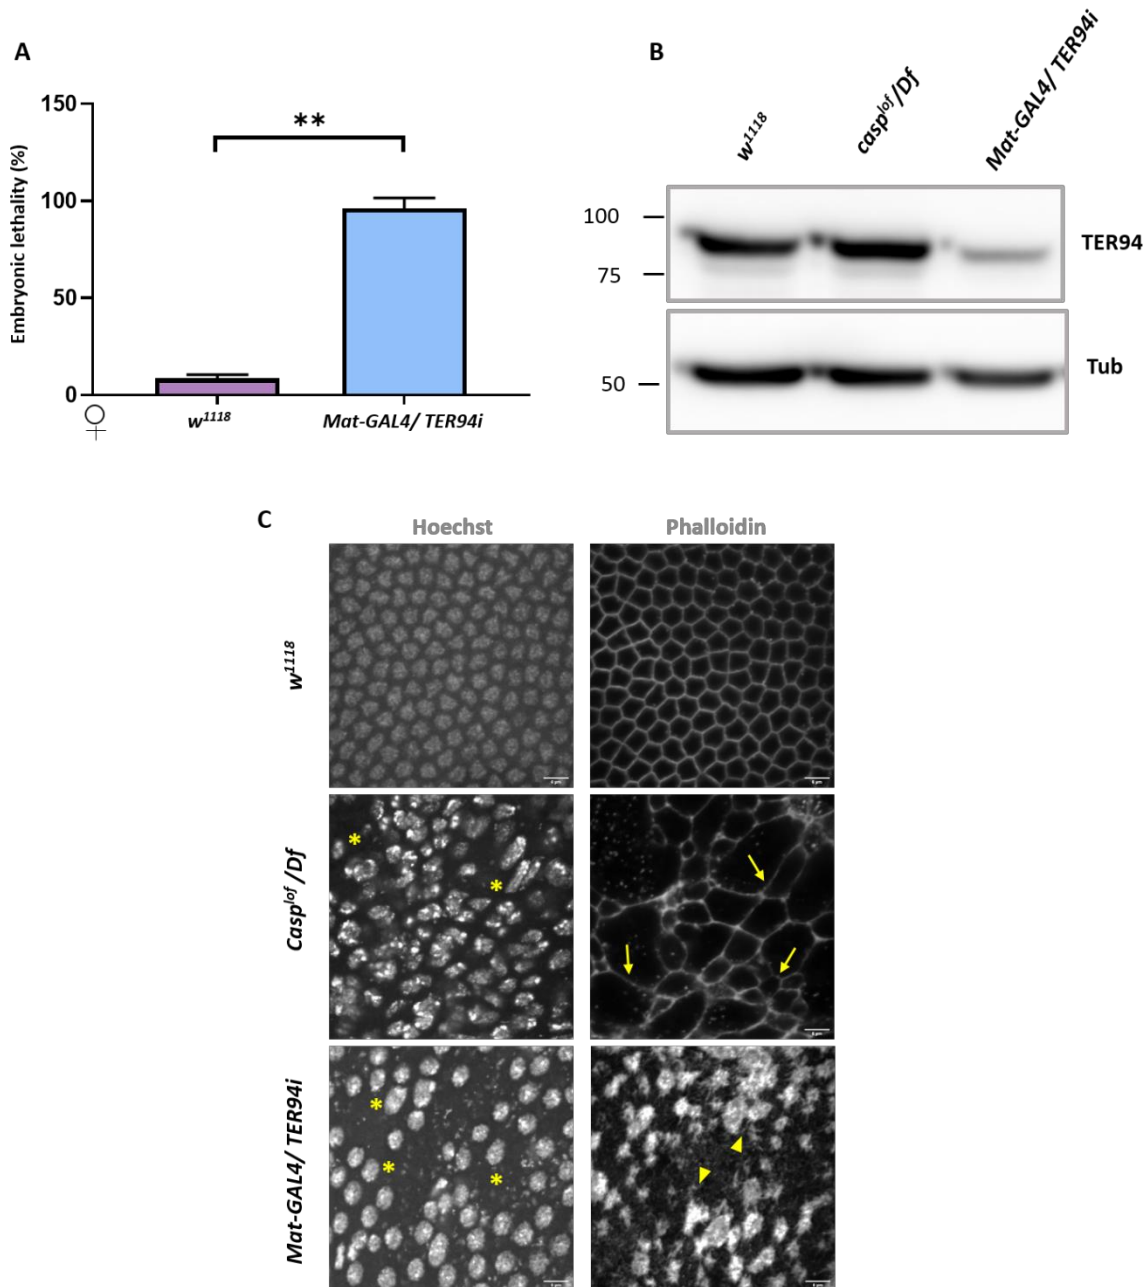 A
150
100
50
0
Embryonic lethality (%)
**
♀
w1118
Mat-GAL4/ TER94i
B
w1118
casplof/Df
Mat-GAL4/ TER94i
100
75
TER94
50
Tub
C
Hoechst
Phalloidin
w1118
Casplof/Df
*
*
Mat-GAL4/ TER94i
*
*
*